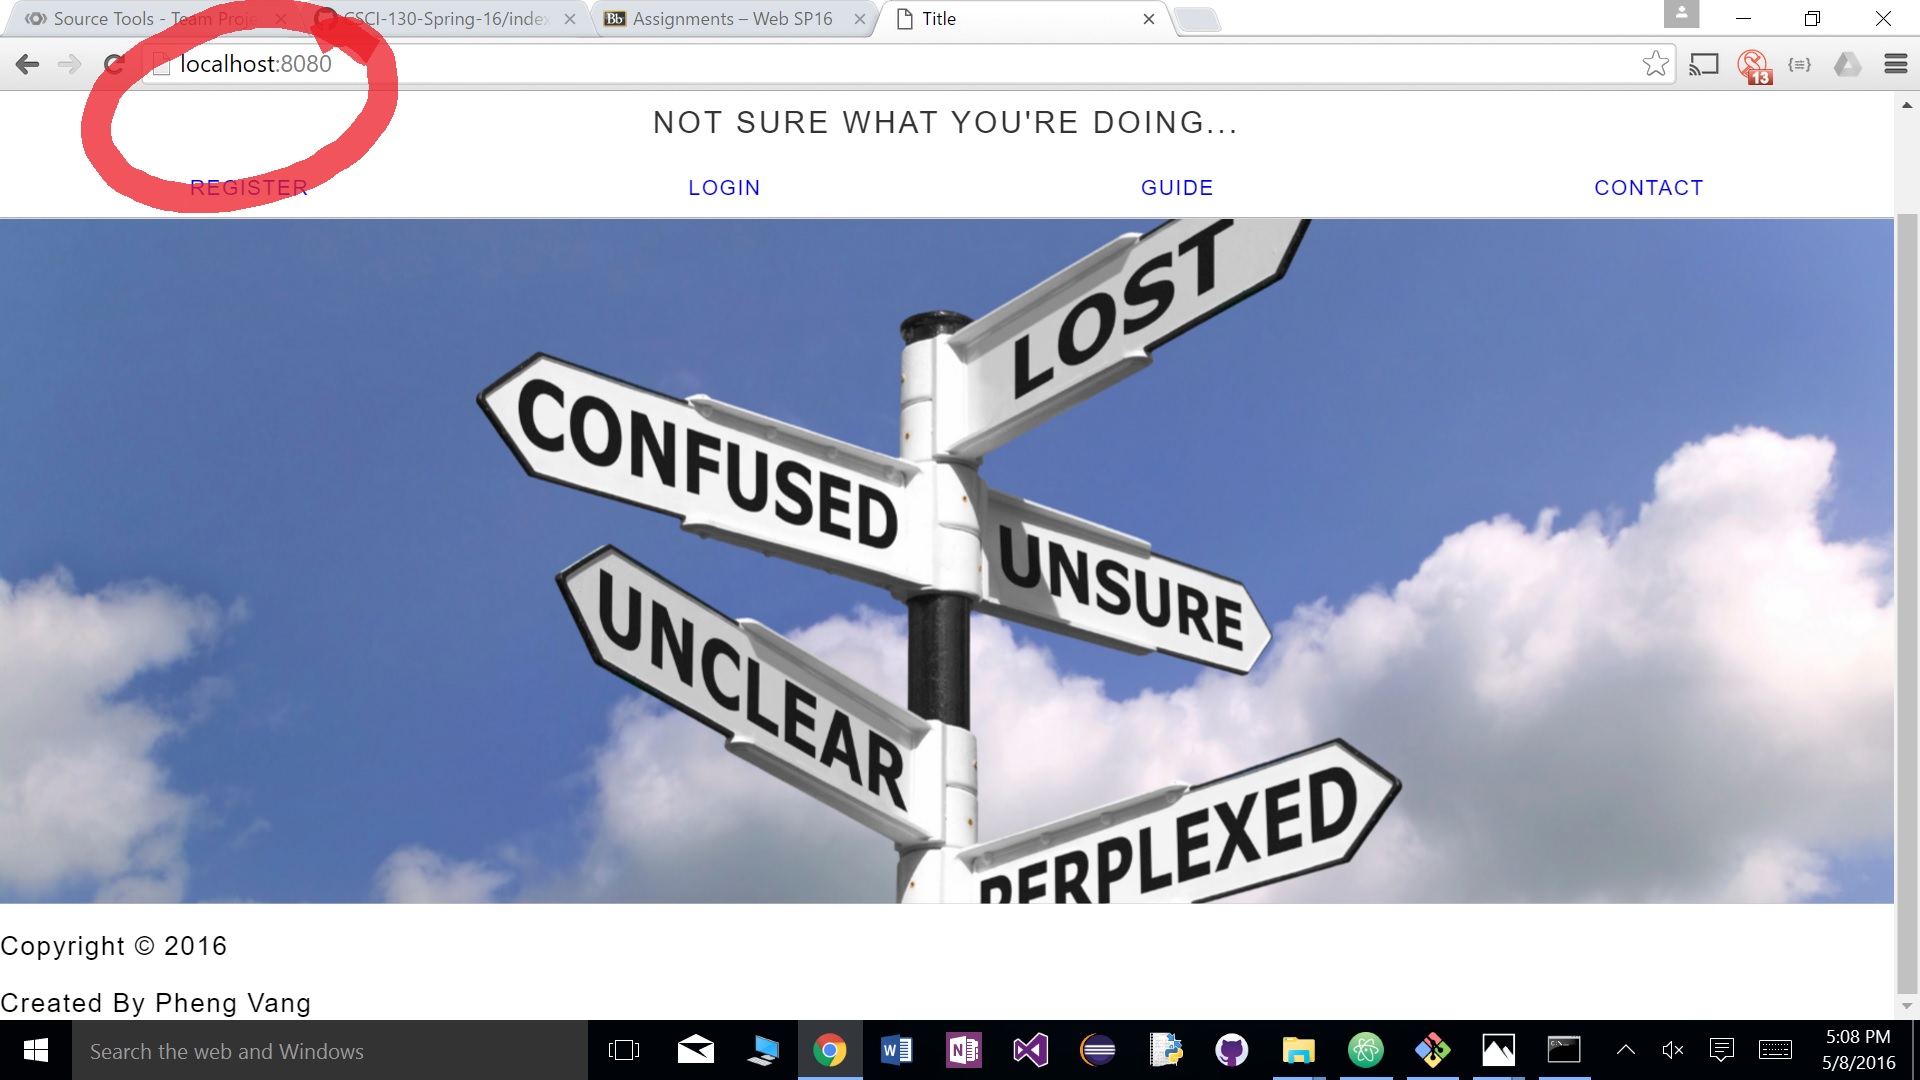 Source Tools - Team Proje
CSCI-130-Spring-16/index
Bb Assignments – Web SP16
Title
localhost:8080
13
NOT SURE WHAT YOU'RE DOING...
REGISTER LOGIN GUIDE CONTACT
LOST
CONFUSED
UNSURE
UNCLEAR
PERPLEXED
Copyright © 2016
Created By Pheng Vang
Search the web and Windows
5:08 PM
5/8/2016